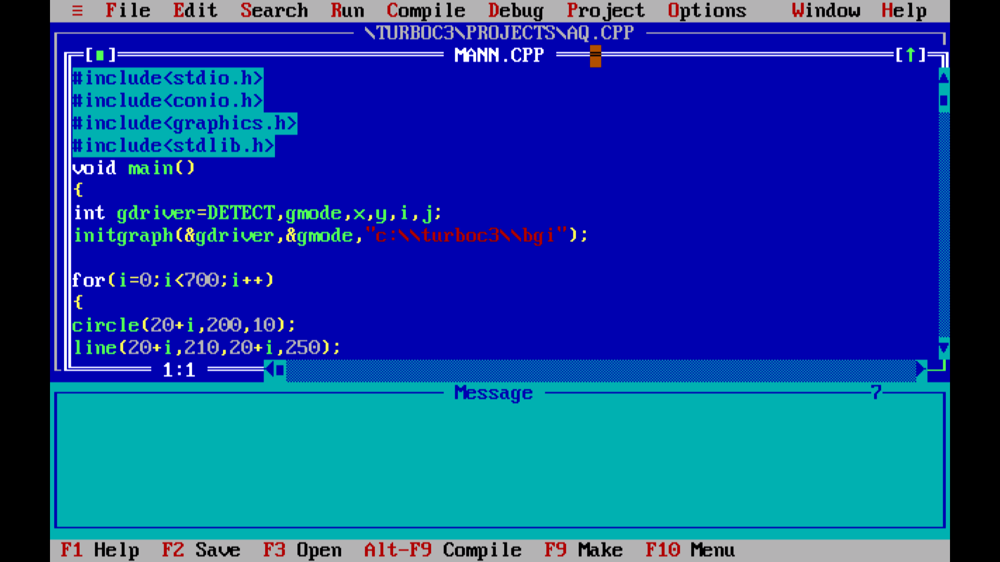 ≡ File Edit Search Run Compile Debug Project Options Window Help
\TURBOC3\PROJECTS\AQ.CPP
[■] MANN.CPP [↑]
#include<stdio.h>
#include<conio.h>
#include<graphics.h>
#include<stdlib.h>
void main()
{
int gdriver=DETECT,gmode,x,y,i,j;
initgraph(&gdriver,&gmode,"c:\\turboc3\\bgi");
for(i=0;i<700;i++)
{
circle(20+i,200,10);
line(20+i,210,20+i,250);
1:1
Message 7
F1 Help F2 Save F3 Open Alt-F9 Compile F9 Make F10 Menu